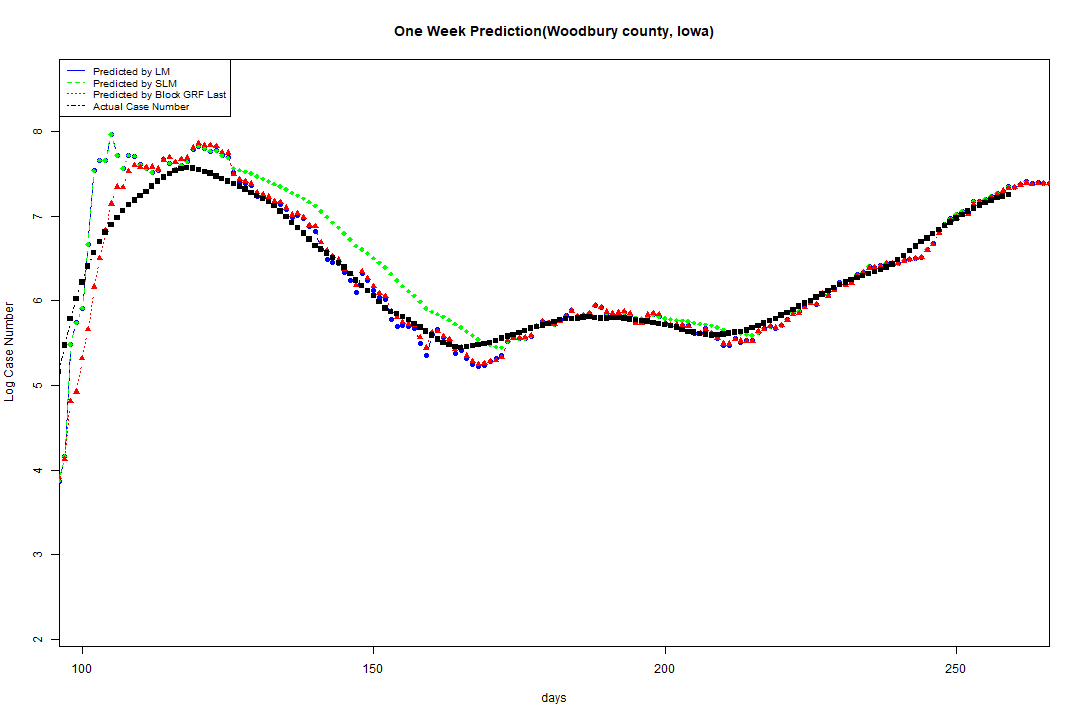 One Week Prediction(Woodbury county, Iowa)
Predicted by LM
Predicted by SLM
Predicted by Block GRF Last
Actual Case Number
8
7
6
5
4
3
2
Log Case Number
100 150 200 250
days